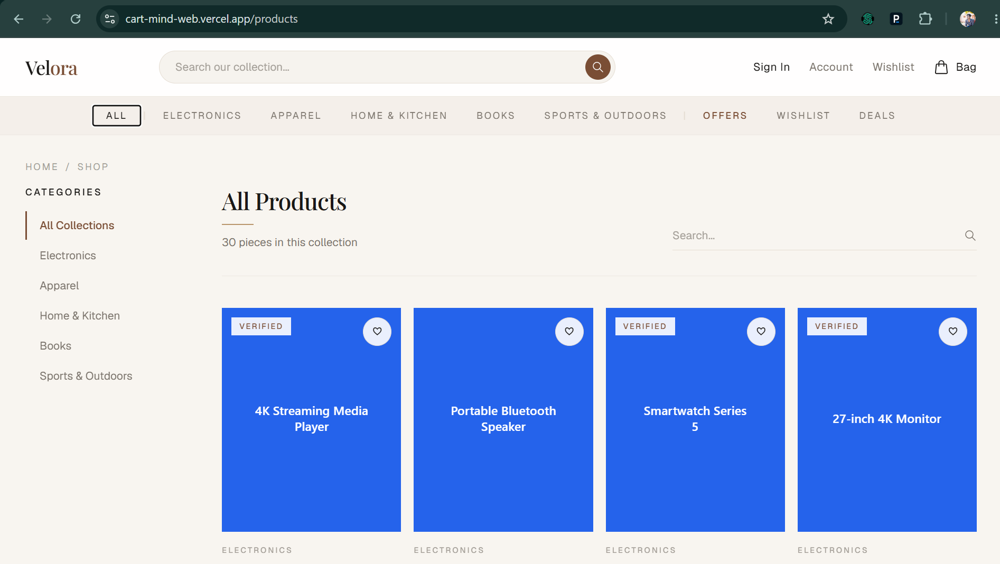 cart-mind-web.vercel.app/products
P
Velora
Search our collection...
Sign In
Account
Wishlist
Bag
ALL
ELECTRONICS
APPAREL
HOME & KITCHEN
BOOKS
SPORTS & OUTDOORS
OFFERS
WISHLIST
DEALS
HOME / SHOP
CATEGORIES
All Collections
Electronics
Apparel
Home & Kitchen
Books
Sports & Outdoors
All Products
30 pieces in this collection
Search...
VERIFIED
4K Streaming Media
Player
ELECTRONICS
Portable Bluetooth
Speaker
ELECTRONICS
VERIFIED
Smartwatch Series
5
ELECTRONICS
VERIFIED
27-inch 4K Monitor
ELECTRONICS